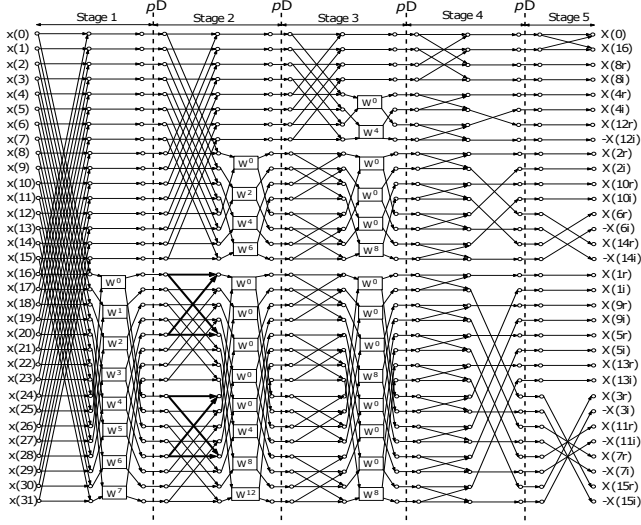 Stage 1 pD Stage 2 pD Stage 3 pD Stage 4 pD Stage 5
x(0) X(0)
x(1) X(16)
x(2) X(8r)
x(3) X(8i)
x(4) X(4r)
W⁰
x(5) X(4i)
x(6) X(12r)
W⁴
x(7) -X(12i)
x(8) X(2r)
W⁰ W⁰
x(9) X(2i)
x(10) X(10r)
W² W⁰
x(11) X(10i)
x(12) X(6r)
W⁴ W⁰
x(13) -X(6i)
x(14) X(14r)
W⁶ W⁸
x(15) -X(14i)
x(16) X(1r)
W⁰ W⁰ W⁰
x(17) X(1i)
x(18) X(9r)
W¹ W⁰ W⁰
x(19) X(9i)
x(20) X(5r)
W² W⁰ W⁰
x(21) X(5i)
x(22) X(13r)
W³ W⁰ W⁸
x(23) X(13i)
x(24) X(3r)
W⁴ W⁰ W⁰
x(25) -X(3i)
x(26) X(11r)
W⁵ W⁴ W⁰
x(27) -X(11i)
x(28) X(7r)
W⁶ W⁸ W⁰
x(29) -X(7i)
x(30) X(15r)
W⁷ W¹² W⁸
x(31) -X(15i)